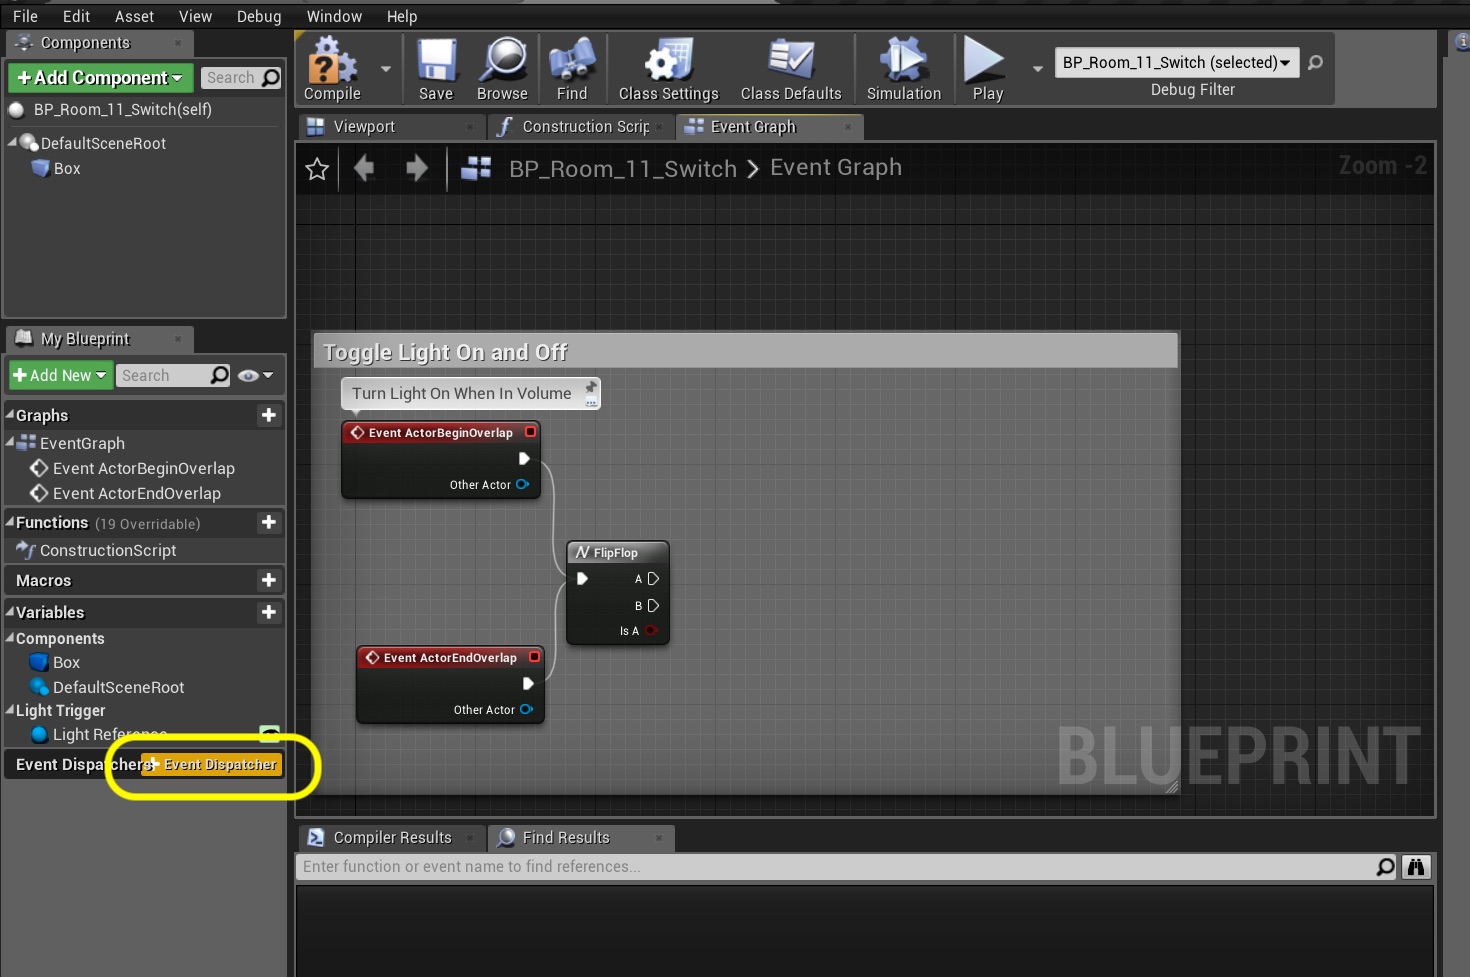 File Edit Asset View Debug Window Help
Components
+Add Component
Search
BP_Room_11_Switch(self)
DefaultSceneRoot
Box
Compile
Save
Browse
Find
Class Settings
Class Defaults
Simulation
Play
BP_Room_11_Switch (selected)
Debug Filter
Viewport
Construction Scrip
Event Graph
BP_Room_11_Switch > Event Graph
Zoom -2
My Blueprint
+Add New
Search
Graphs
EventGraph
Event ActorBeginOverlap
Event ActorEndOverlap
Functions (19 Overridable)
ConstructionScript
Macros
Variables
Components
Box
DefaultSceneRoot
Light Trigger
Light Reference
Event Dispatchers
+Event Dispatcher
Toggle Light On and Off
Turn Light On When In Volume
Event ActorBeginOverlap
Other Actor
FlipFlop
A
B
Is A
Event ActorEndOverlap
Other Actor
BLUEPRINT
Compiler Results
Find Results
Enter function or event name to find references...